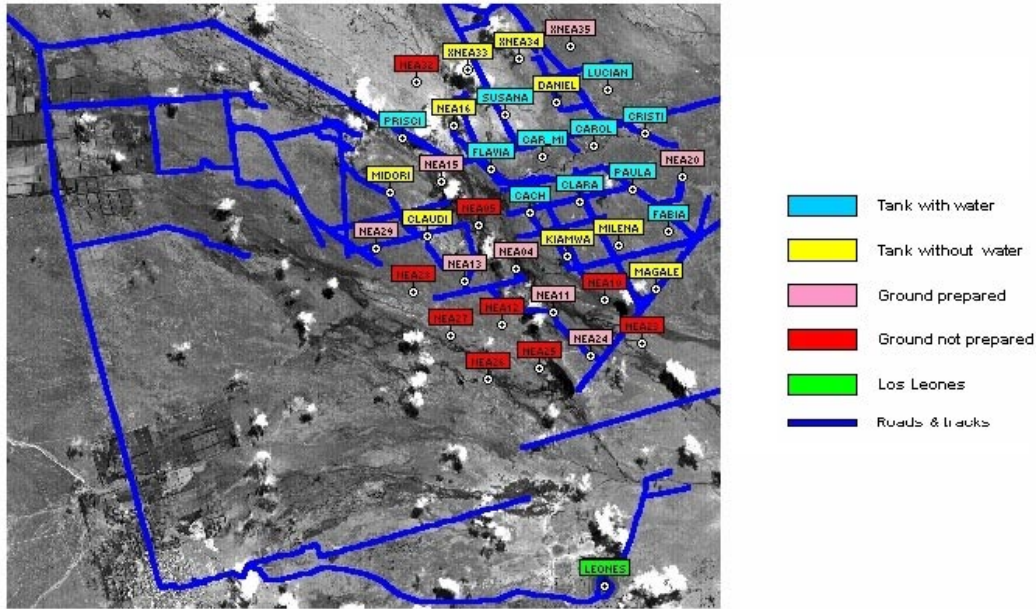 XNEA35
XNEA34
XNEA33
NEA32
LUCIAN
DANIEL
SUSANA
NEA16
PRISCI
CRISTI
CAROL
CAR_MI
FLAVIA
NEA15
NEA20
MIDORI
PAULA
CLARA
CACH
NEA05
CLAUDI
FABIA
NEA29
MILENA
KIAMWA
NEA04
NEA13
MAGALE
NEA28
NEA10
NEA11
NEA12
NEA27
NEA23
NEA24
NEA25
NEA26
LEONES
Tank with water
Tank without water
Ground prepared
Ground not prepared
Los Leones
Roads & tracks